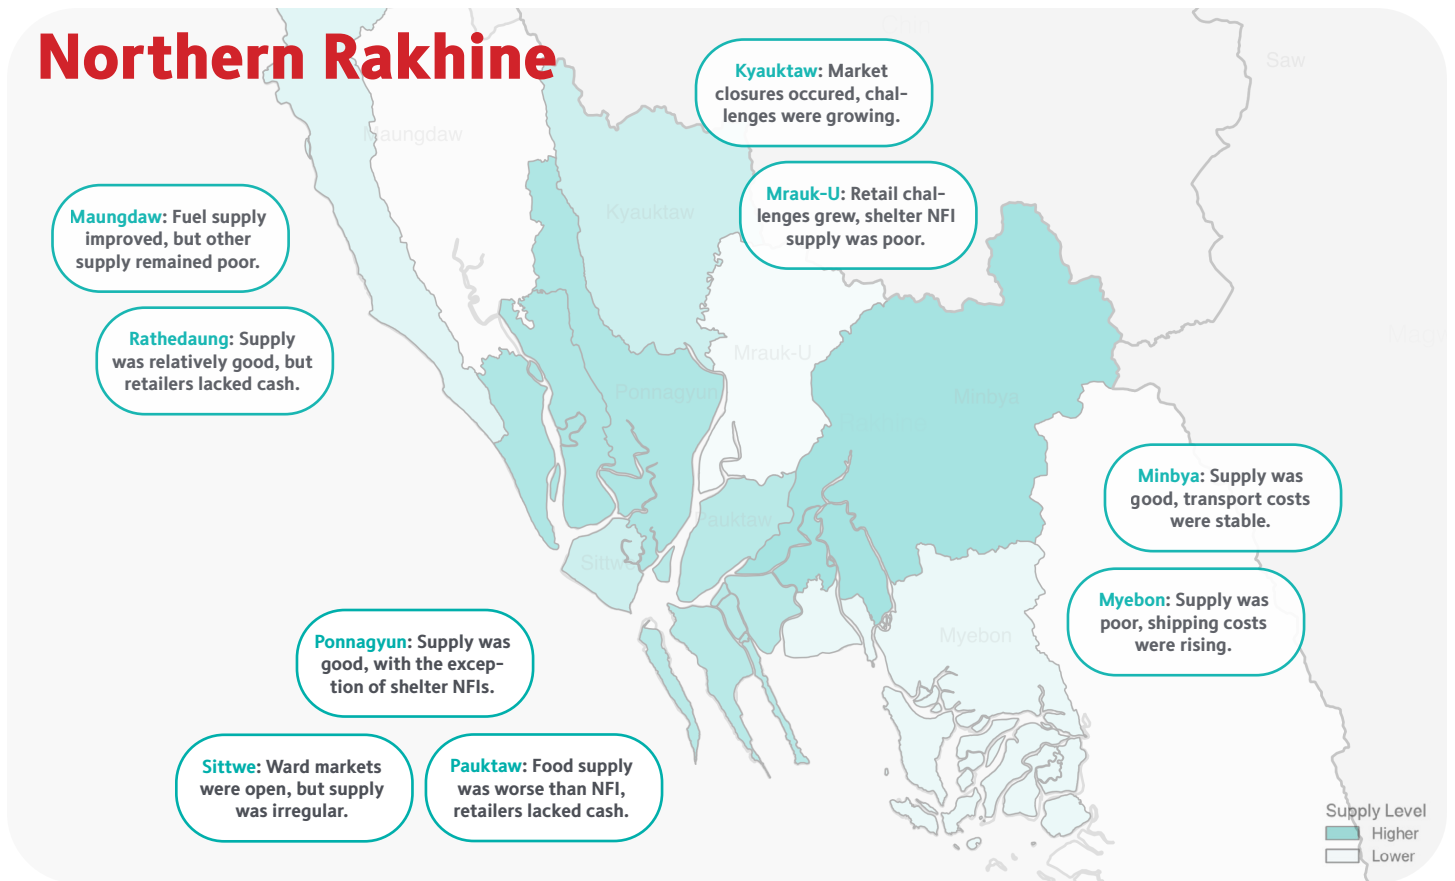 Northern Rakhine
Chin
Saw
Kyauktaw: Market
closures occured, chal-
lenges were growing.
Maungdaw
Mrauk-U: Retail chal-
lenges grew, shelter NFI
supply was poor.
Kyauktaw
Maungdaw: Fuel supply
improved, but other
supply remained poor.
Rathedaung: Supply
was relatively good, but
retailers lacked cash.
Mag
Mrauk-U
Ponnagyun
Minbya
Rakhine
Minbya: Supply was
good, transport costs
were stable.
Pauktaw
Sittwe
Myebon: Supply was
poor, shipping costs
were rising.
Myebon
Ponnagyun: Supply was
good, with the excep-
tion of shelter NFIs.
Sittwe: Ward markets
were open, but supply
was irregular.
Pauktaw: Food supply
was worse than NFI,
retailers lacked cash.
Supply Level
Higher
Lower